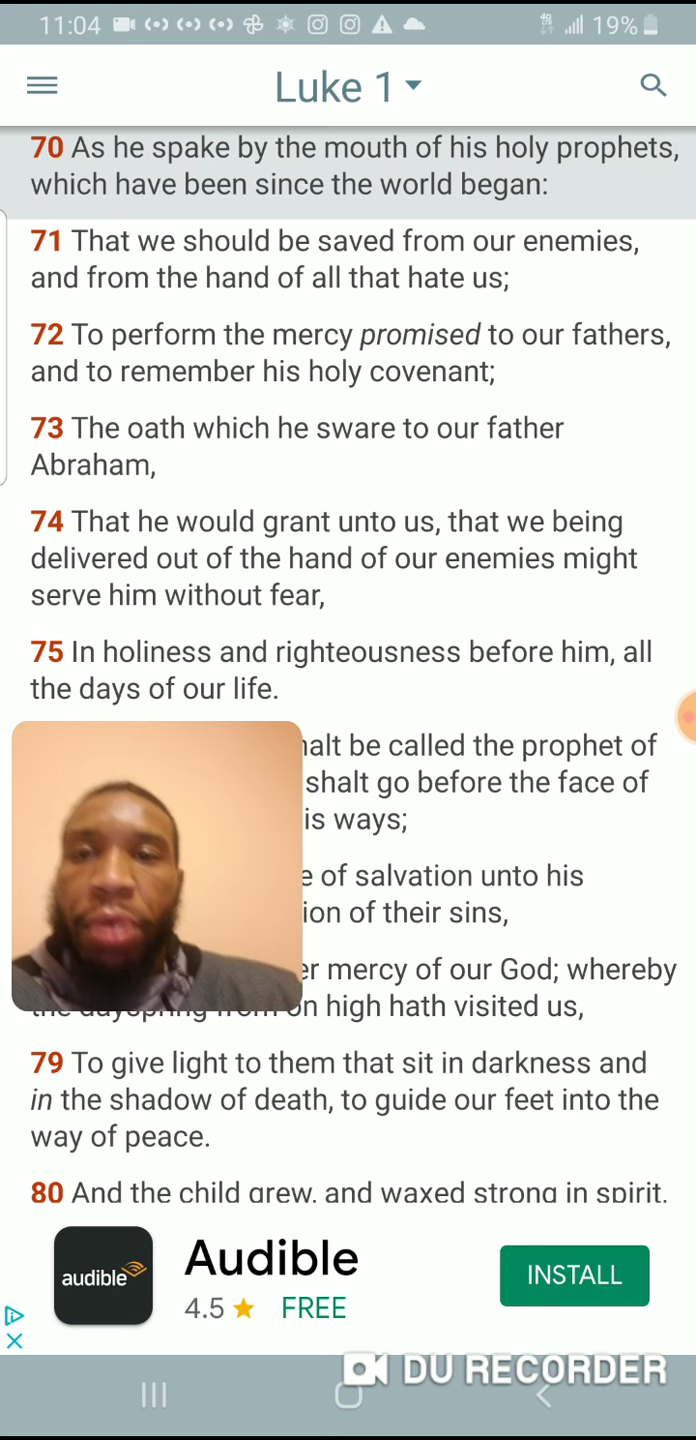 11:04
4G
19%
Luke 1
70 As he spake by the mouth of his holy prophets,
which have been since the world began:
71 That we should be saved from our enemies,
and from the hand of all that hate us;
72 To perform the mercy promised to our fathers,
and to remember his holy covenant;
73 The oath which he sware to our father
Abraham,
74 That he would grant unto us, that we being
delivered out of the hand of our enemies might
serve him without fear,
75 In holiness and righteousness before him, all
the days of our life.
be called the prophet of
shalt go before the face of
ways;
of salvation unto his
of their sins,
mercy of our God; whereby
the dayspring from on high hath visited us,
79 To give light to them that sit in darkness and
in the shadow of death, to guide our feet into the
way of peace.
80 And the child grew, and waxed strong in spirit,
audible
Audible
4.5 FREE
INSTALL
DU RECORDER